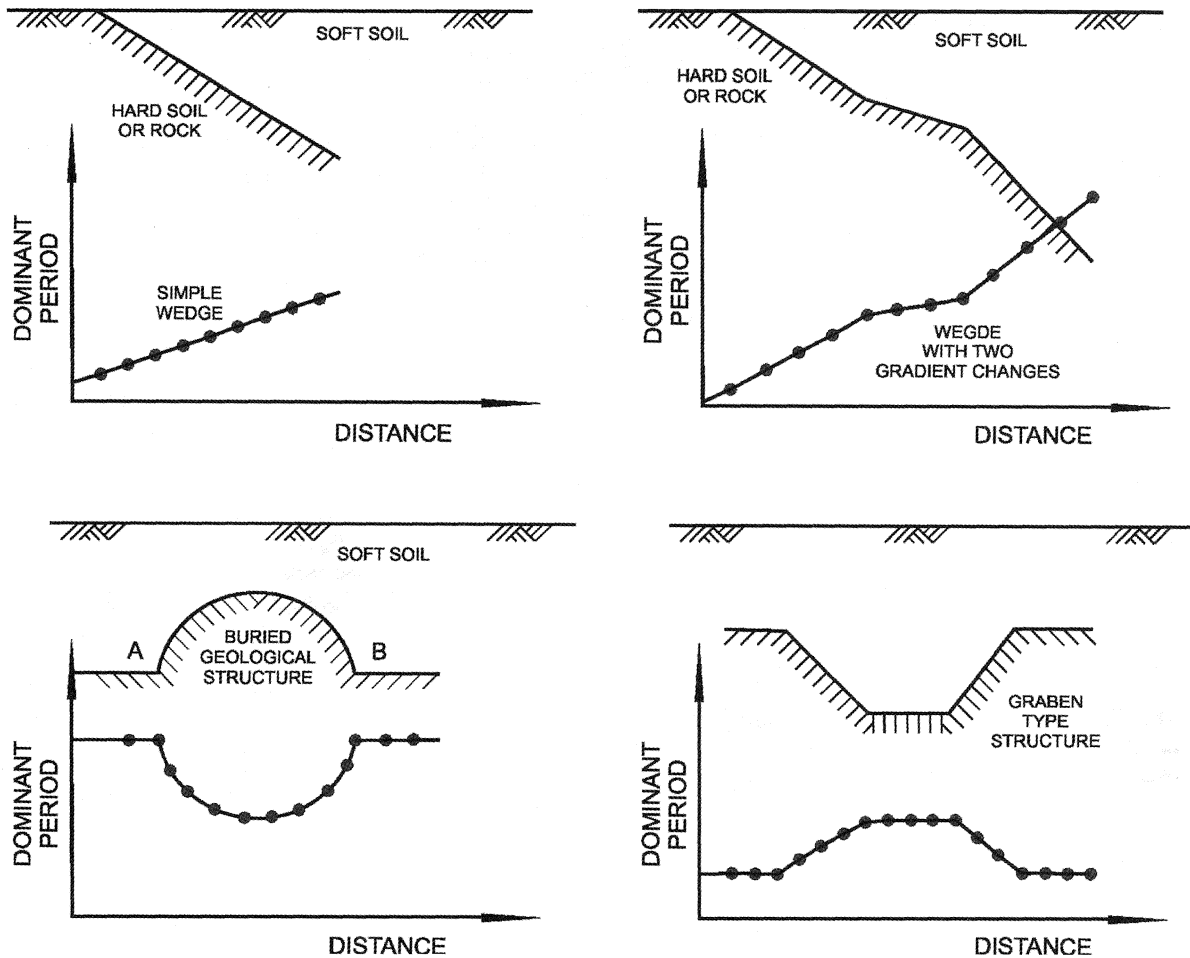 SOFT SOIL
HARD SOIL
OR ROCK
DOMINANT
PERIOD
SIMPLE
WEDGE
DISTANCE
SOFT SOIL
HARD SOIL
OR ROCK
DOMINANT
PERIOD
WEGDE
WITH TWO
GRADIENT CHANGES
DISTANCE
SOFT SOIL
A
B
BURIED
GEOLOGICAL
STRUCTURE
DOMINANT
PERIOD
DISTANCE
GRABEN
TYPE
STRUCTURE
DOMINANT
PERIOD
DISTANCE